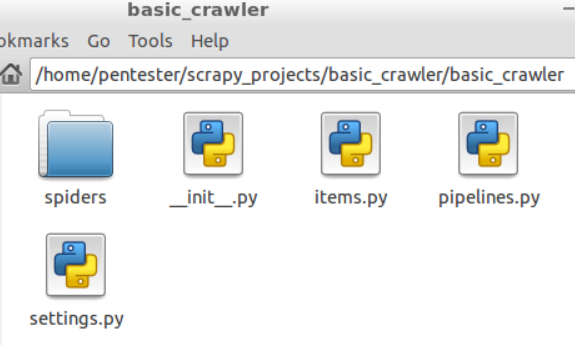 basic_crawler
okmarks Go Tools Help
/home/pentester/scrapy_projects/basic_crawler/basic_crawler
spiders __init__.py items.py pipelines.py
settings.py